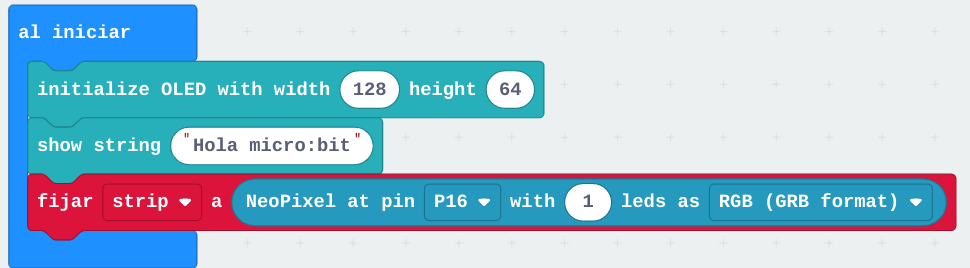 al iniciar
initialize OLED with width 128 height 64
show string "Hola micro:bit"
fijar strip a NeoPixel at pin P16 with 1 leds as RGB (GRB format)